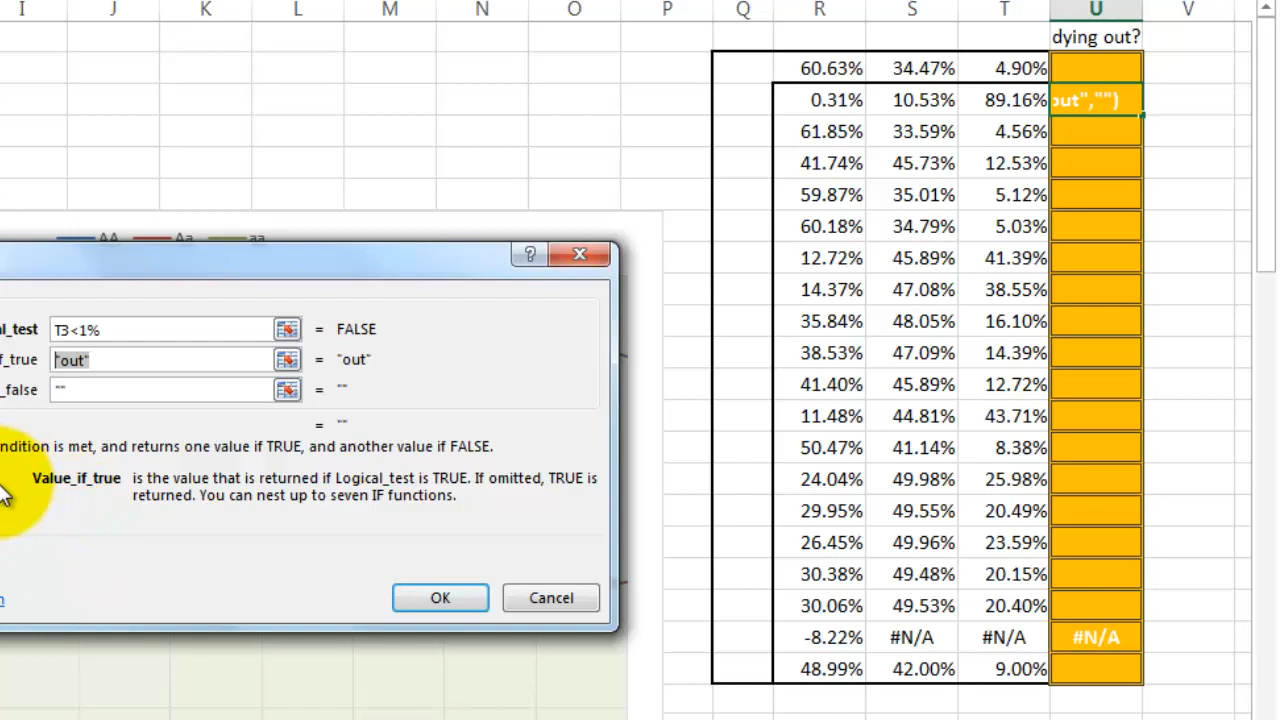 I J K L M N O P Q R S T U V
dying out?
60.63% 34.47% 4.90%
0.31% 10.53% 89.16% out","")
61.85% 33.59% 4.56%
41.74% 45.73% 12.53%
59.87% 35.01% 5.12%
60.18% 34.79% 5.03%
AA Aa aa
12.72% 45.89% 41.39%
14.37% 47.08% 38.55%
35.84% 48.05% 16.10%
38.53% 47.09% 14.39%
41.40% 45.89% 12.72%
11.48% 44.81% 43.71%
50.47% 41.14% 8.38%
24.04% 49.98% 25.98%
29.95% 49.55% 20.49%
26.45% 49.96% 23.59%
30.38% 49.48% 20.15%
30.06% 49.53% 20.40%
-8.22% #N/A #N/A #N/A
48.99% 42.00% 9.00%
?
al_test T3<1% = FALSE
f_true "out" = "out"
_false "" = ""
= ""
ndition is met, and returns one value if TRUE, and another value if FALSE.
Value_if_true is the value that is returned if Logical_test is TRUE. If omitted, TRUE is
returned. You can nest up to seven IF functions.
OK Cancel